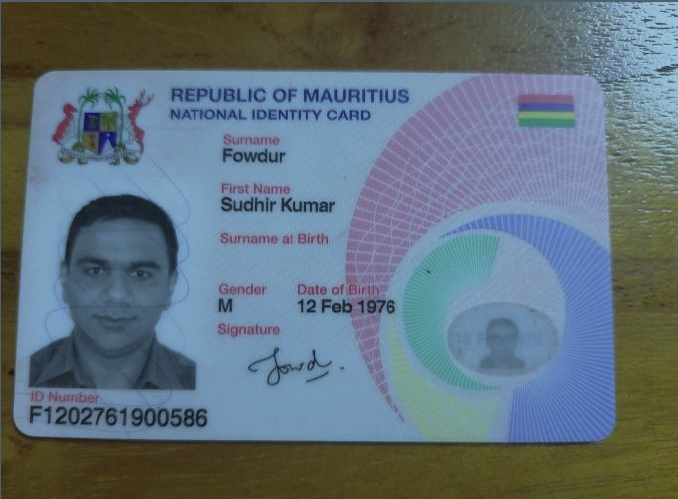 REPUBLIC OF MAURITIUS
NATIONAL IDENTITY CARD
Surname
Fowdur
First Name
Sudhir Kumar
Surname at Birth
Gender Date of Birth
M 12 Feb 1976
Signature
Fowd.
ID Number
F1202761900586